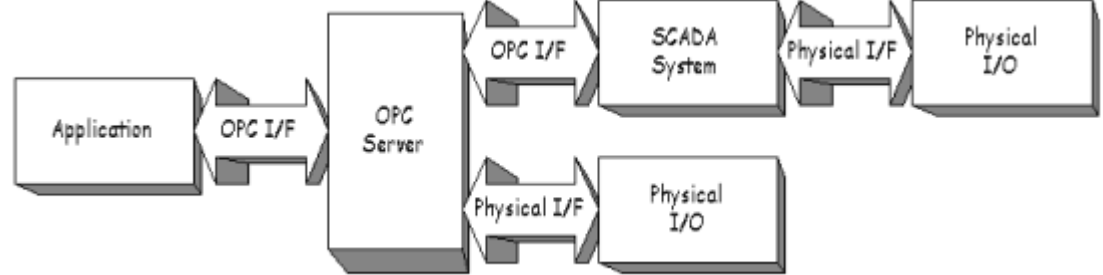 Application
OPC I/F
OPC
Server
OPC I/F
SCADA
System
Physical I/F
Physical
I/O
Physical I/F
Physical
I/O